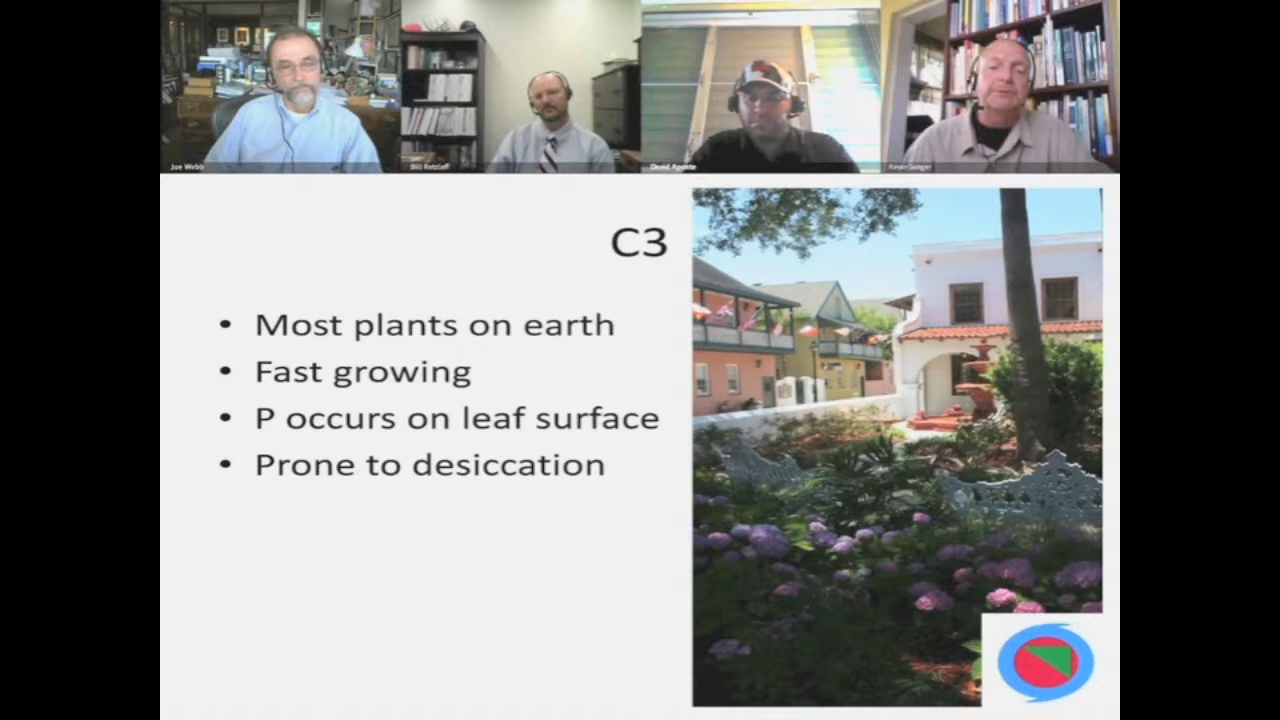 Joe Webb
Bill Retzlaff
David Aponte
Kevin Songer
C3
• Most plants on earth
• Fast growing
• P occurs on leaf surface
• Prone to desiccation